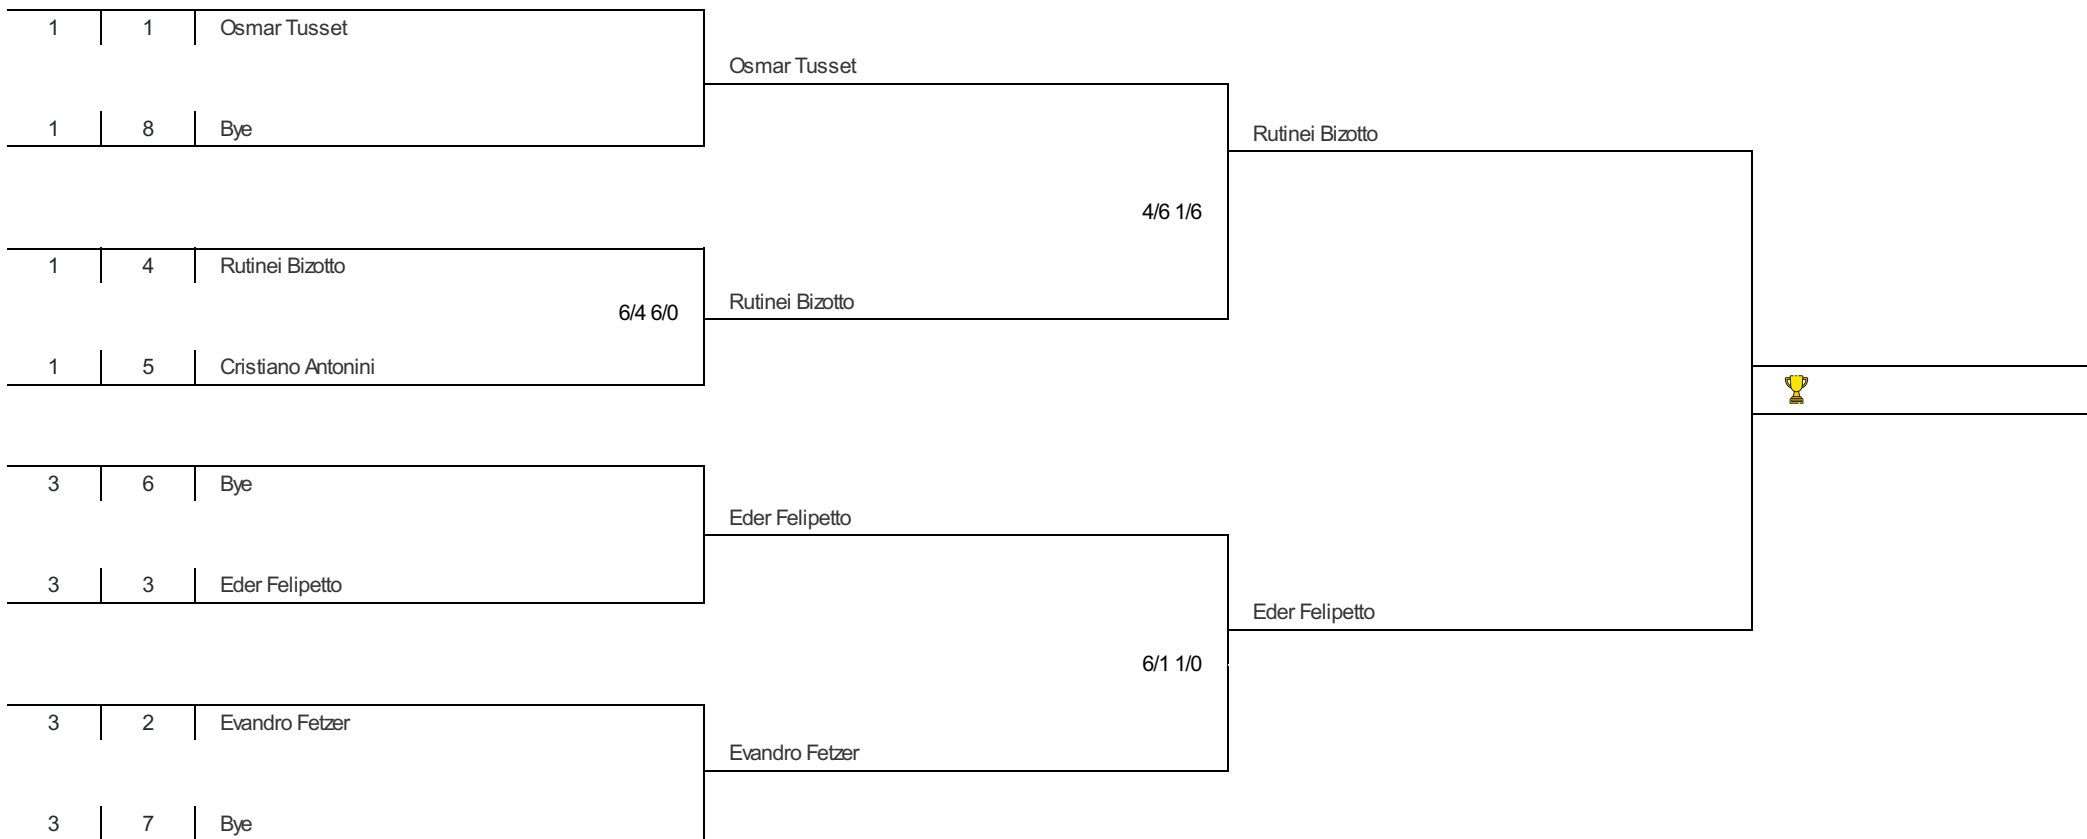 1 1 Osmar Tusset
Osmar Tusset
1 8 Bye
Rutinei Bizotto
4/6 1/6
1 4 Rutinei Bizotto
Rutinei Bizotto
6/4 6/0
1 5 Cristiano Antonini
3 6 Bye
Eder Felipetto
3 3 Eder Felipetto
Eder Felipetto
6/1 1/0
3 2 Evandro Fetzer
Evandro Fetzer
3 7 Bye